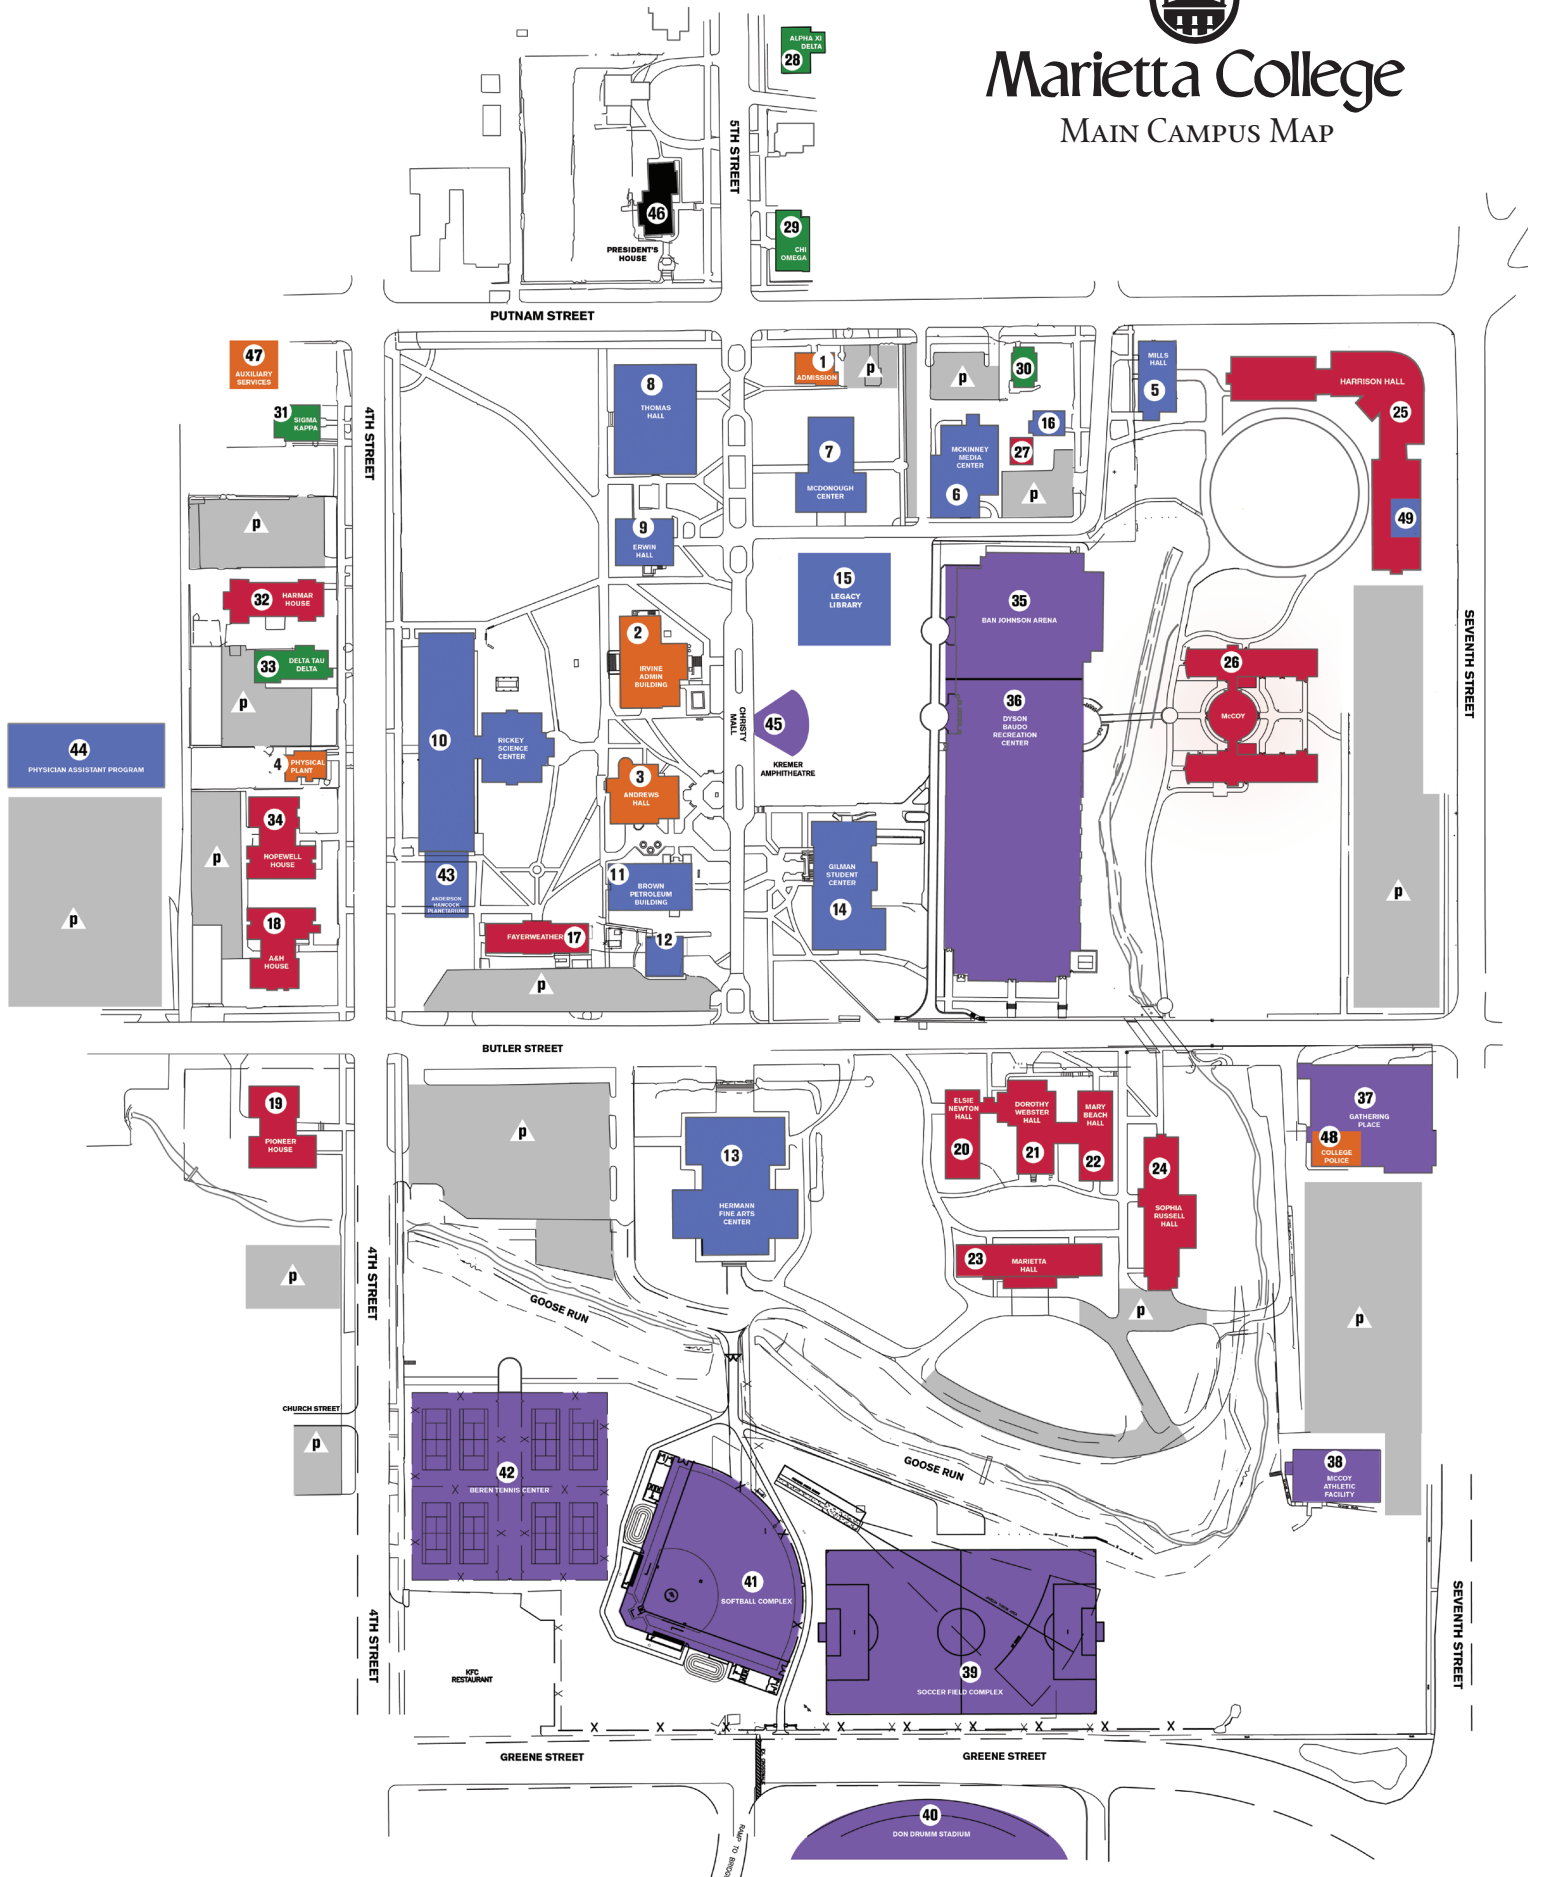 Marietta College
Main Campus Map
ALPHA XI
DELTA
28
5TH STREET
46
PRESIDENT'S
HOUSE
29
CHI
OMEGA
PUTNAM STREET
47
AUXILIARY
SERVICES
31
SIGMA
KAPPA
4TH STREET
8
THOMAS
HALL
1
ADMISSION
P
P
30
MILLS
HALL
5
HARRISON HALL
25
7
MCDONOUGH
CENTER
MCKINNEY
MEDIA
CENTER
6
16
27
P
49
P
9
ERWIN
HALL
15
LEGACY
LIBRARY
35
BAN JOHNSON ARENA
32
HARMAR
HOUSE
2
IRVINE
ADMIN
BUILDING
33
DELTA TAU
DELTA
P
26
McCOY
SEVENTH STREET
44
PHYSICIAN ASSISTANT PROGRAM
4
PHYSICAL
PLANT
10
RICKEY
SCIENCE
CENTER
CHRISTY
MALL
45
KREMER
AMPHITHEATRE
36
DYSON
BAUDO
RECREATION
CENTER
3
ANDREWS
HALL
34
HOPEWELL
HOUSE
P
P
43
ANDERSON
HANCOCK
PLANETARIUM
11
BROWN
PETROLEUM
BUILDING
GILMAN
STUDENT
CENTER
14
P
18
A&H
HOUSE
FAYERWEATHER
17
12
P
BUTLER STREET
19
PIONEER
HOUSE
P
13
HERMANN
FINE ARTS
CENTER
ELSIE
NEWTON
HALL
20
DOROTHY
WEBSTER
HALL
21
MARY
BEACH
HALL
22
24
SOPHIA
RUSSELL
HALL
37
GATHERING
PLACE
48
COLLEGE
POLICE
23
MARIETTA
HALL
P
4TH STREET
GOOSE RUN
P
P
CHURCH STREET
P
42
BEREN TENNIS CENTER
GOOSE RUN
38
MCCOY
ATHLETIC
FACILITY
41
SOFTBALL COMPLEX
4TH STREET
KFC
RESTAURANT
39
SOCCER FIELD COMPLEX
SEVENTH STREET
GREENE STREET
GREENE STREET
40
DON DRUMM STADIUM
RAMP TO BRIDG